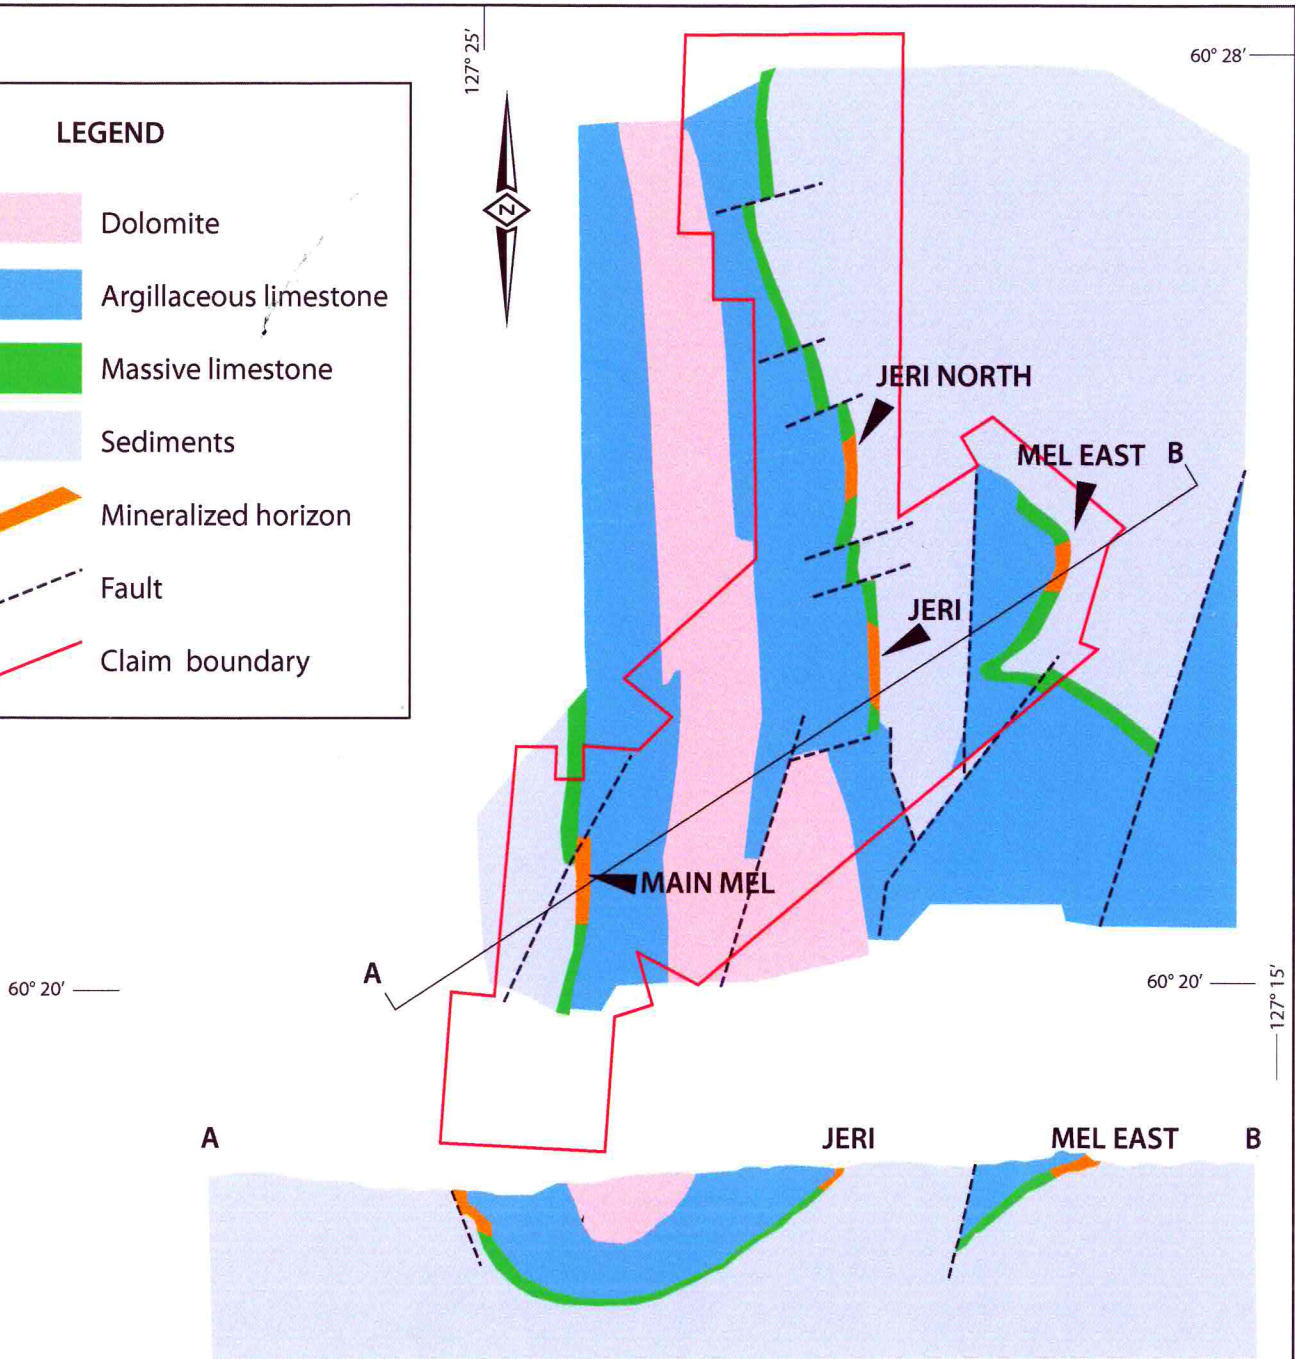 127° 25'
60° 28'
LEGEND
Dolomite
Argillaceous limestone
Massive limestone
Sediments
Mineralized horizon
Fault
Claim boundary
N
JERI NORTH
MEL EAST
B
JERI
MAIN MEL
A
60° 20'
60° 20'
127° 15'
A
JERI
MEL EAST
B